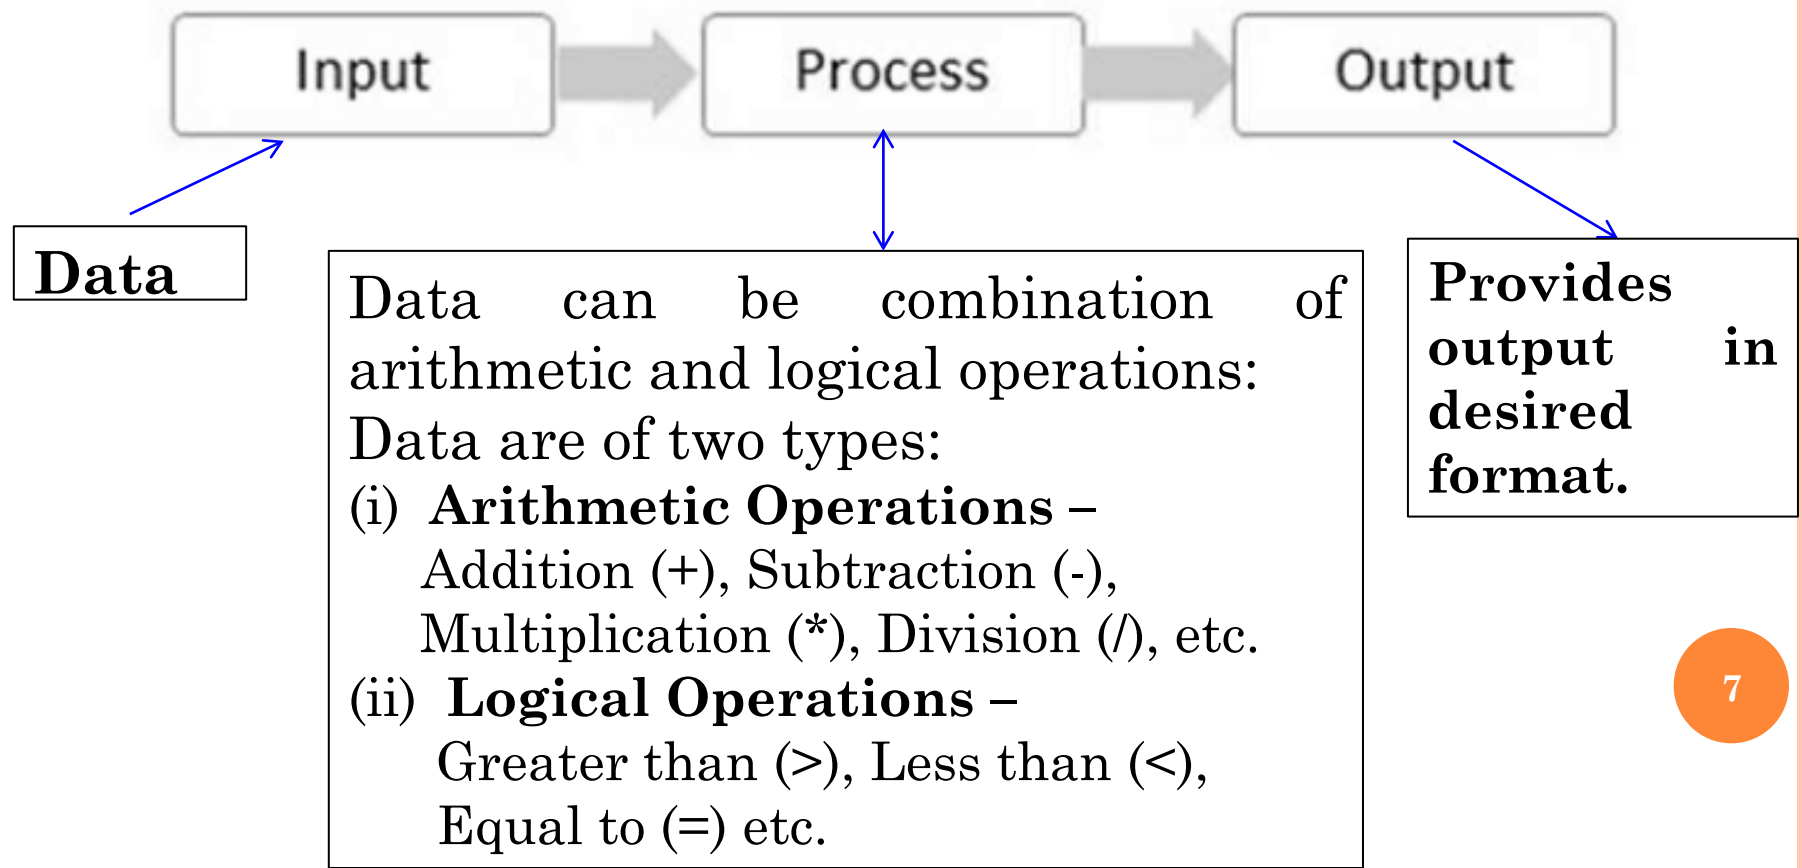 Input
Process
Output
Data
Data can be combination of
arithmetic and logical operations:
Data are of two types:
(i) Arithmetic Operations –
Addition (+), Subtraction (-),
Multiplication (*), Division (/), etc.
(ii) Logical Operations –
Greater than (>), Less than (<),
Equal to (=) etc.
Provides
output in
desired
format.
7